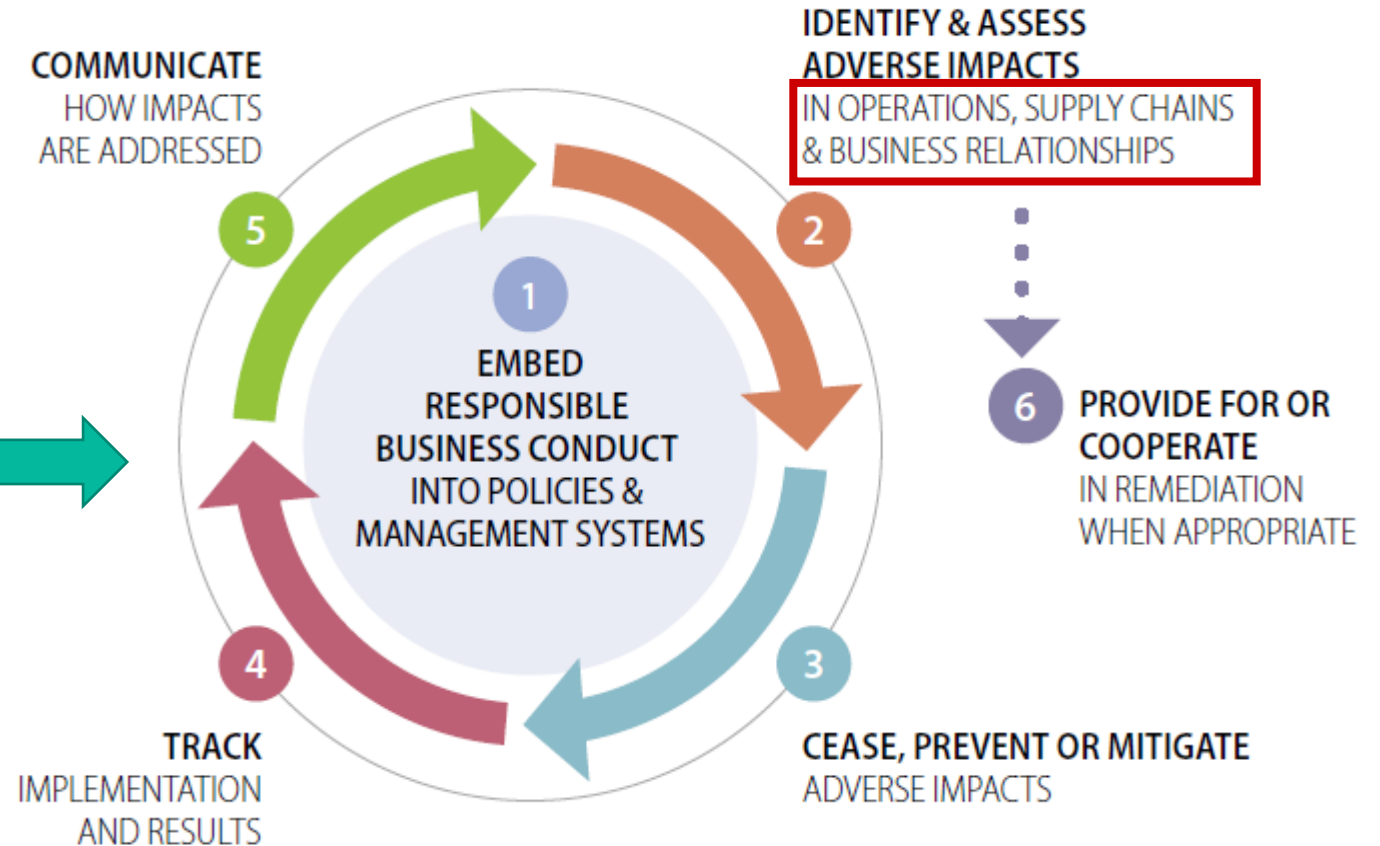 COMMUNICATE
HOW IMPACTS
ARE ADDRESSED
5
IDENTIFY & ASSESS
ADVERSE IMPACTS
IN OPERATIONS, SUPPLY CHAINS
& BUSINESS RELATIONSHIPS
2
1
EMBED
RESPONSIBLE
BUSINESS CONDUCT
INTO POLICIES &
MANAGEMENT SYSTEMS
6
PROVIDE FOR OR
COOPERATE
IN REMEDIATION
WHEN APPROPRIATE
3
CEASE, PREVENT OR MITIGATE
ADVERSE IMPACTS
4
TRACK
IMPLEMENTATION
AND RESULTS